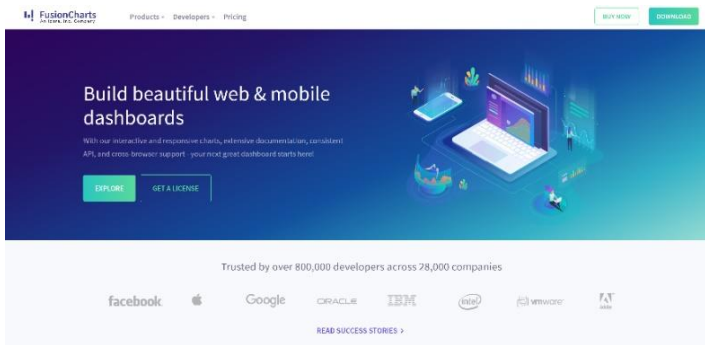 FusionCharts
An Idera, Inc. Company
Products
Developers
Pricing
BUY NOW
DOWNLOAD
Build beautiful web & mobile
dashboards
With our interactive and responsive charts, extensive documentation, consistent
API, and cross-browser support - your next great dashboard starts here!
EXPLORE
GET A LICENSE
Trusted by over 800,000 developers across 28,000 companies
facebook
Google
ORACLE
IBM
intel
vmware
Adobe
READ SUCCESS STORIES >